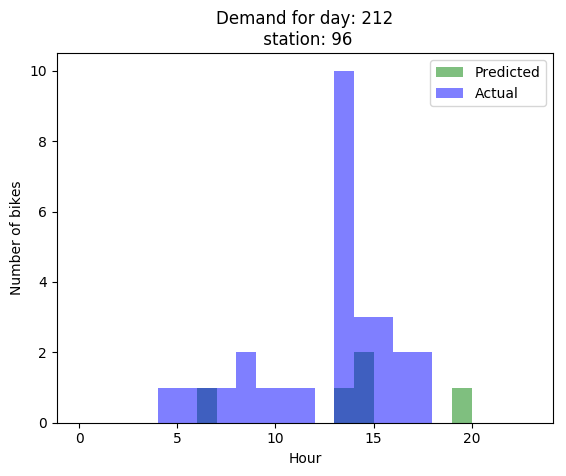 Demand for day: 212
station: 96
Predicted
Actual
Number of bikes
10
8
6
4
2
0
0
5
10
15
20
Hour